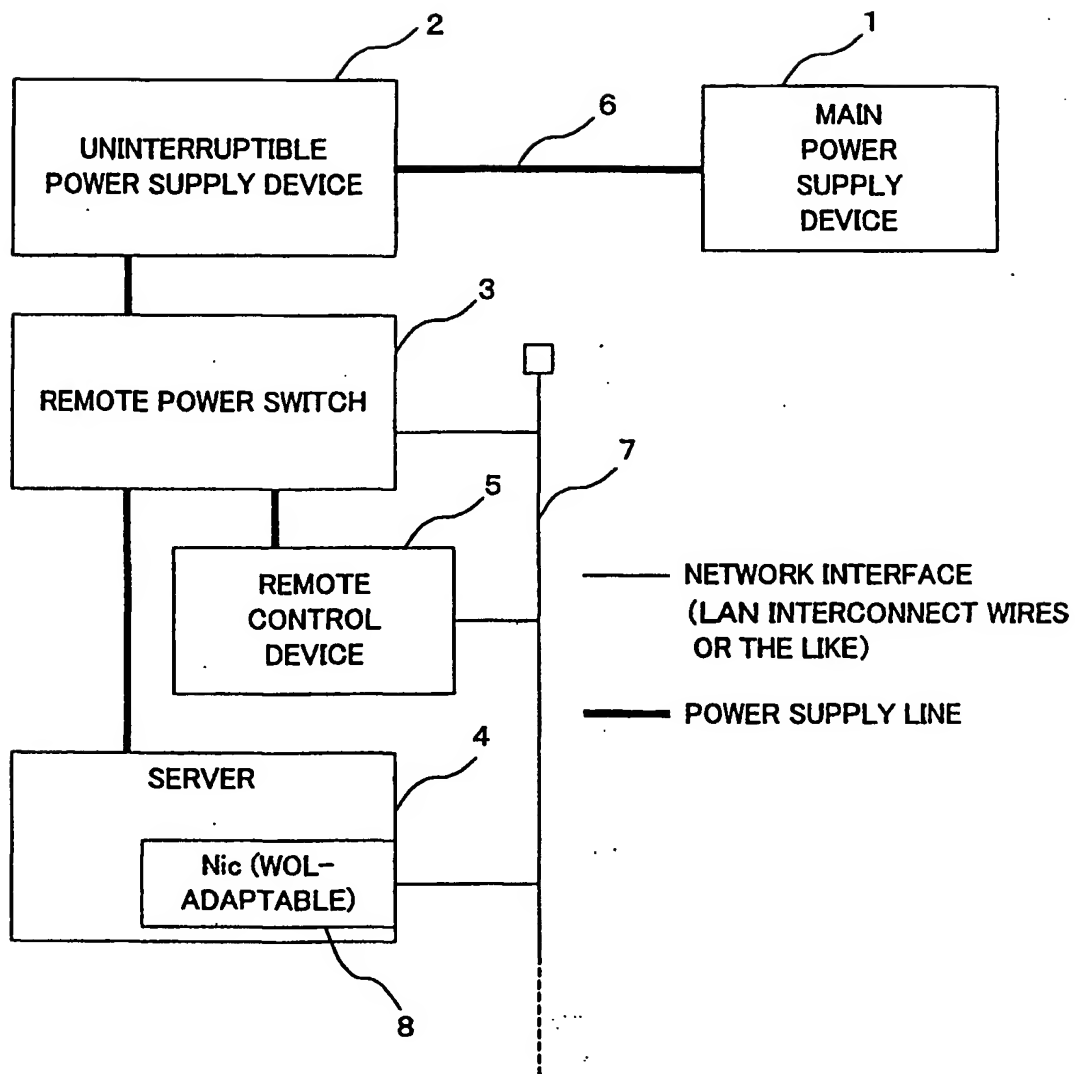 2
1
UNINTERRUPTIBLE
POWER SUPPLY DEVICE
6
MAIN
POWER
SUPPLY
DEVICE
3
REMOTE POWER SWITCH
7
5
REMOTE
CONTROL
DEVICE
NETWORK INTERFACE
(LAN INTERCONNECT WIRES
OR THE LIKE)
POWER SUPPLY LINE
4
SERVER
Nic (WOL-
ADAPTABLE)
8